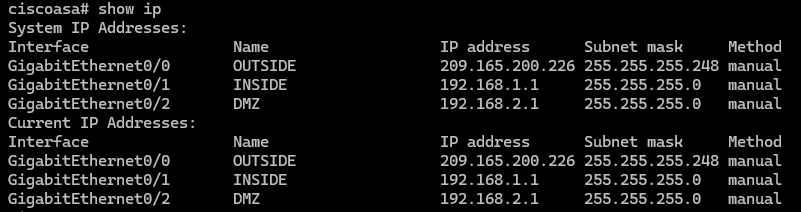 ciscoasa# show ip
System IP Addresses:
Interface Name IP address Subnet mask Method
GigabitEthernet0/0 OUTSIDE 209.165.200.226 255.255.255.248 manual
GigabitEthernet0/1 INSIDE 192.168.1.1 255.255.255.0 manual
GigabitEthernet0/2 DMZ 192.168.2.1 255.255.255.0 manual
Current IP Addresses:
Interface Name IP address Subnet mask Method
GigabitEthernet0/0 OUTSIDE 209.165.200.226 255.255.255.248 manual
GigabitEthernet0/1 INSIDE 192.168.1.1 255.255.255.0 manual
GigabitEthernet0/2 DMZ 192.168.2.1 255.255.255.0 manual